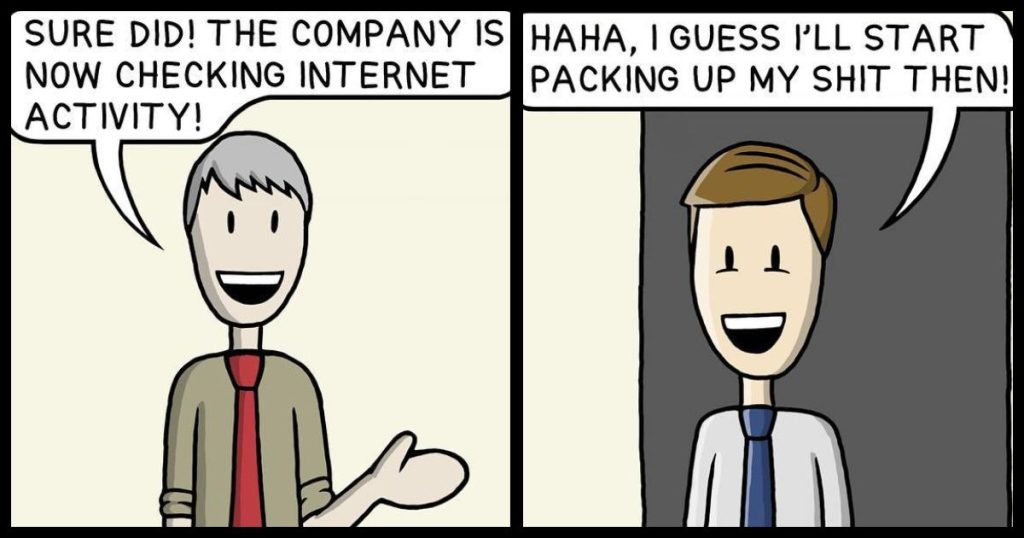 SURE DID! THE COMPANY IS
NOW CHECKING INTERNET
ACTIVITY!
HAHA, I GUESS I'LL START
PACKING UP MY SHIT THEN!